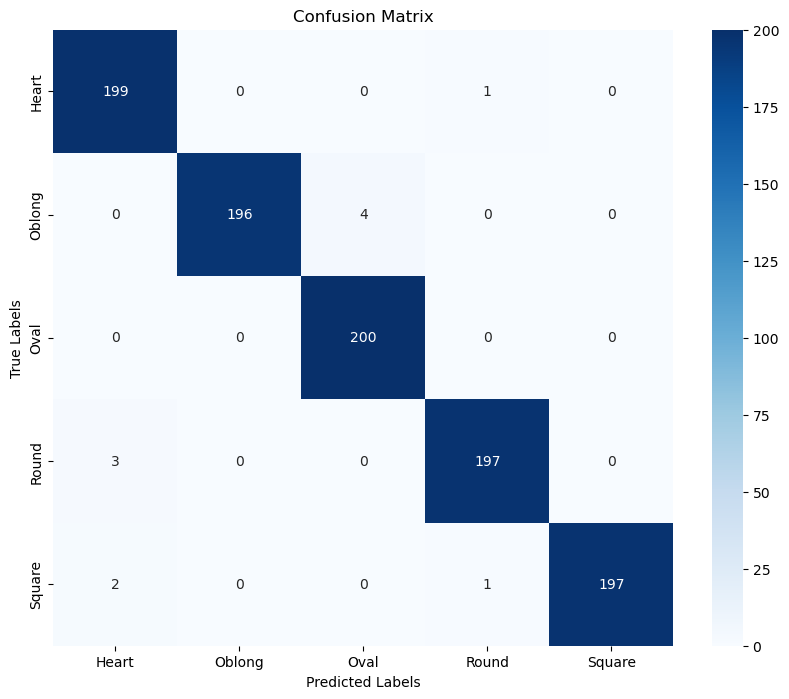 Confusion Matrix
True Labels
Heart
199 0 0 1 0
Oblong
0 196 4 0 0
Oval
0 0 200 0 0
Round
3 0 0 197 0
Square
2 0 0 1 197
Heart Oblong Oval Round Square
Predicted Labels
200
175
150
125
100
75
50
25
0